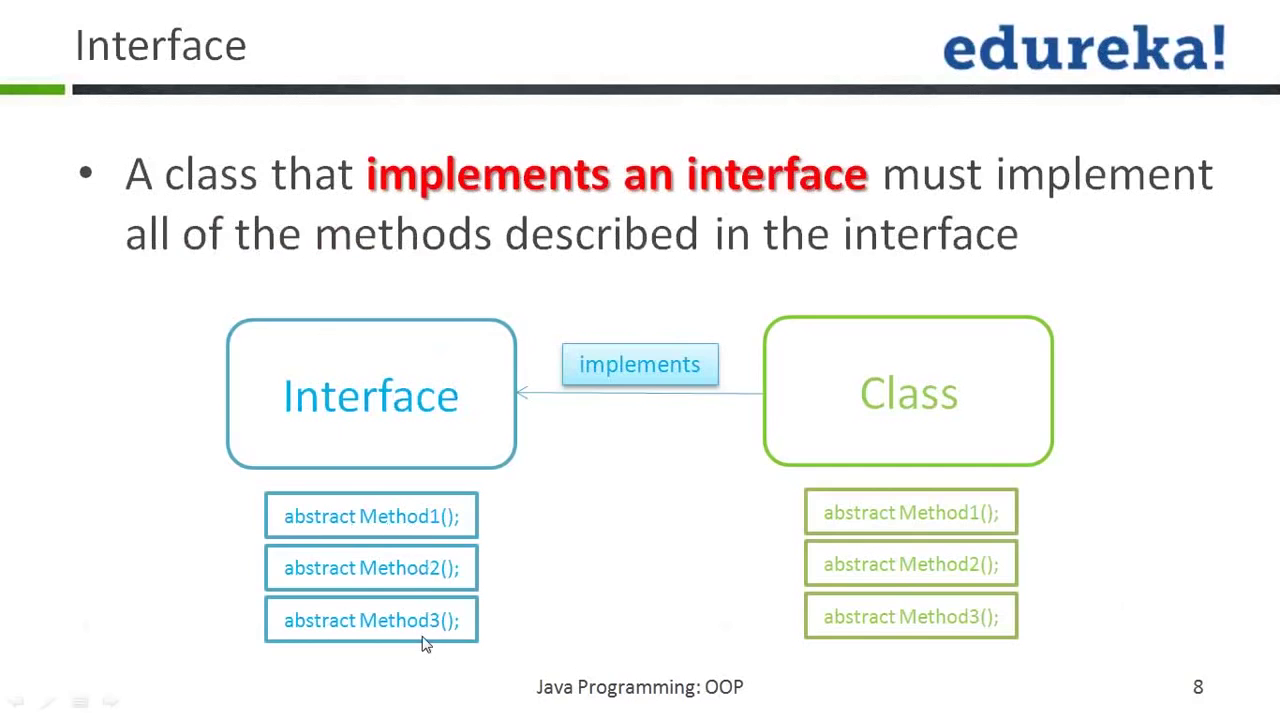 Interface
edureka!
• A class that implements an interface must implement
all of the methods described in the interface
Interface
implements
Class
abstract Method1();
abstract Method2();
abstract Method3();
abstract Method1();
abstract Method2();
abstract Method3();
Java Programming: OOP
8